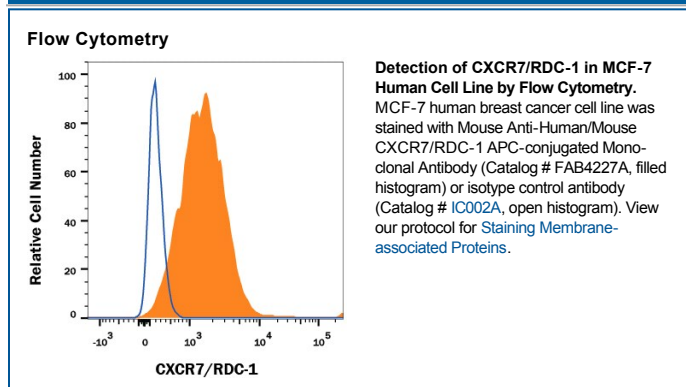 Flow Cytometry
Detection of CXCR7/RDC-1 in MCF-7
Human Cell Line by Flow Cytometry.
MCF-7 human breast cancer cell line was
stained with Mouse Anti-Human/Mouse
CXCR7/RDC-1 APC-conjugated Mono-
clonal Antibody (Catalog # FAB4227A, filled
histogram) or isotype control antibody
(Catalog # IC002A, open histogram). View
our protocol for Staining Membrane-
associated Proteins.
Relative Cell Number
100
80
60
40
20
0
-10³ 0 10³ 10⁴ 10⁵
CXCR7/RDC-1